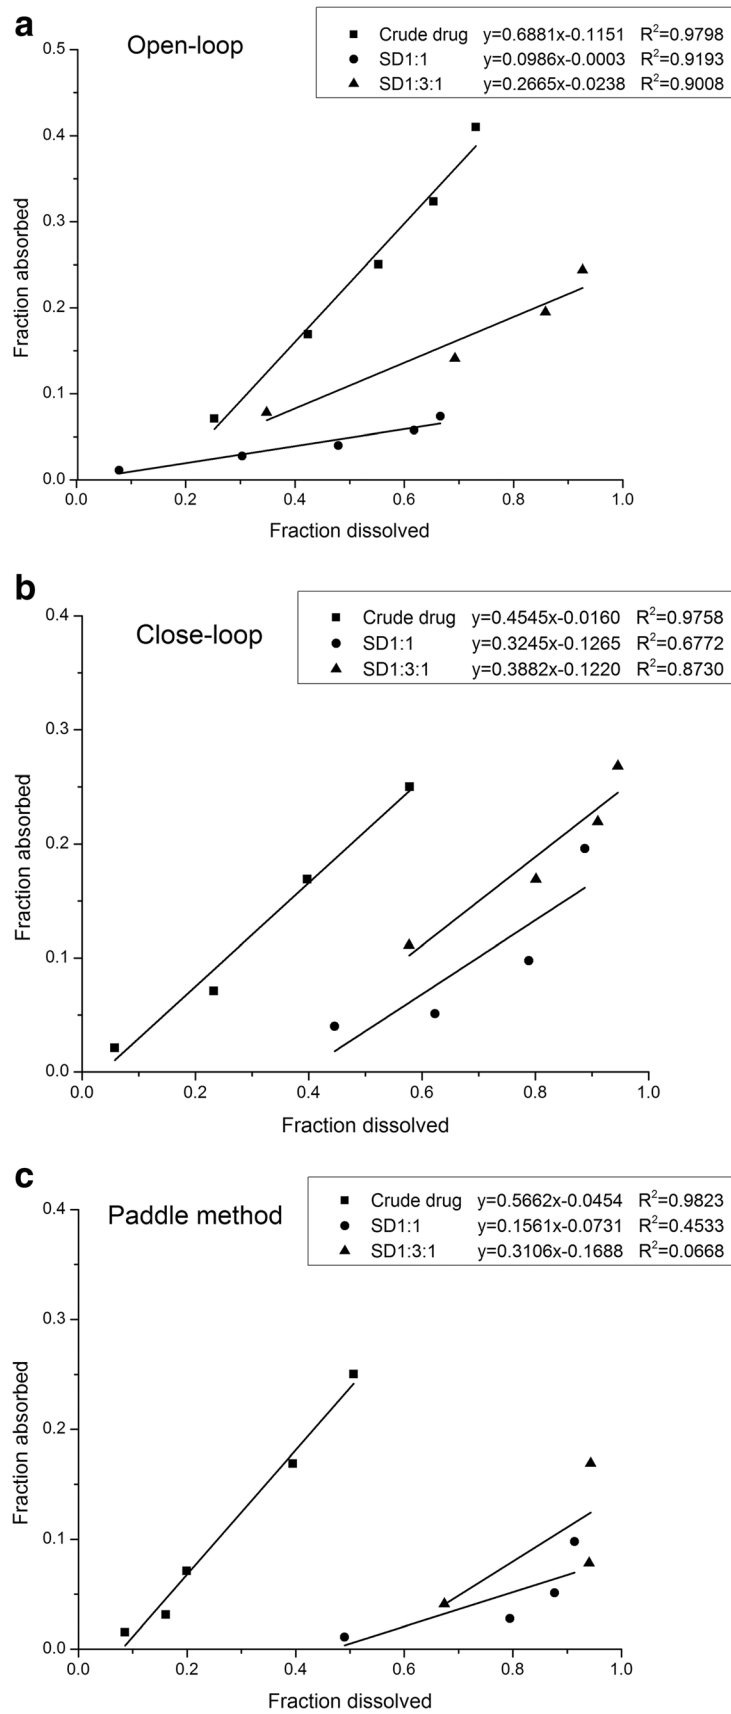 a
Open-loop
Crude drug y=0.6881x-0.1151 R²=0.9798
SD1:1 y=0.0986x-0.0003 R²=0.9193
SD1:3:1 y=0.2665x-0.0238 R²=0.9008
0.5
0.4
0.3
0.2
0.1
0.0
Fraction absorbed
0.0 0.2 0.4 0.6 0.8 1.0
Fraction dissolved
b
Close-loop
Crude drug y=0.4545x-0.0160 R²=0.9758
SD1:1 y=0.3245x-0.1265 R²=0.6772
SD1:3:1 y=0.3882x-0.1220 R²=0.8730
0.4
0.3
0.2
0.1
0.0
Fraction absorbed
0.0 0.2 0.4 0.6 0.8 1.0
Fraction dissolved
c
Paddle method
Crude drug y=0.5662x-0.0454 R²=0.9823
SD1:1 y=0.1561x-0.0731 R²=0.4533
SD1:3:1 y=0.3106x-0.1688 R²=0.0668
0.4
0.3
0.2
0.1
0.0
Fraction absorbed
0.0 0.2 0.4 0.6 0.8 1.0
Fraction dissolved